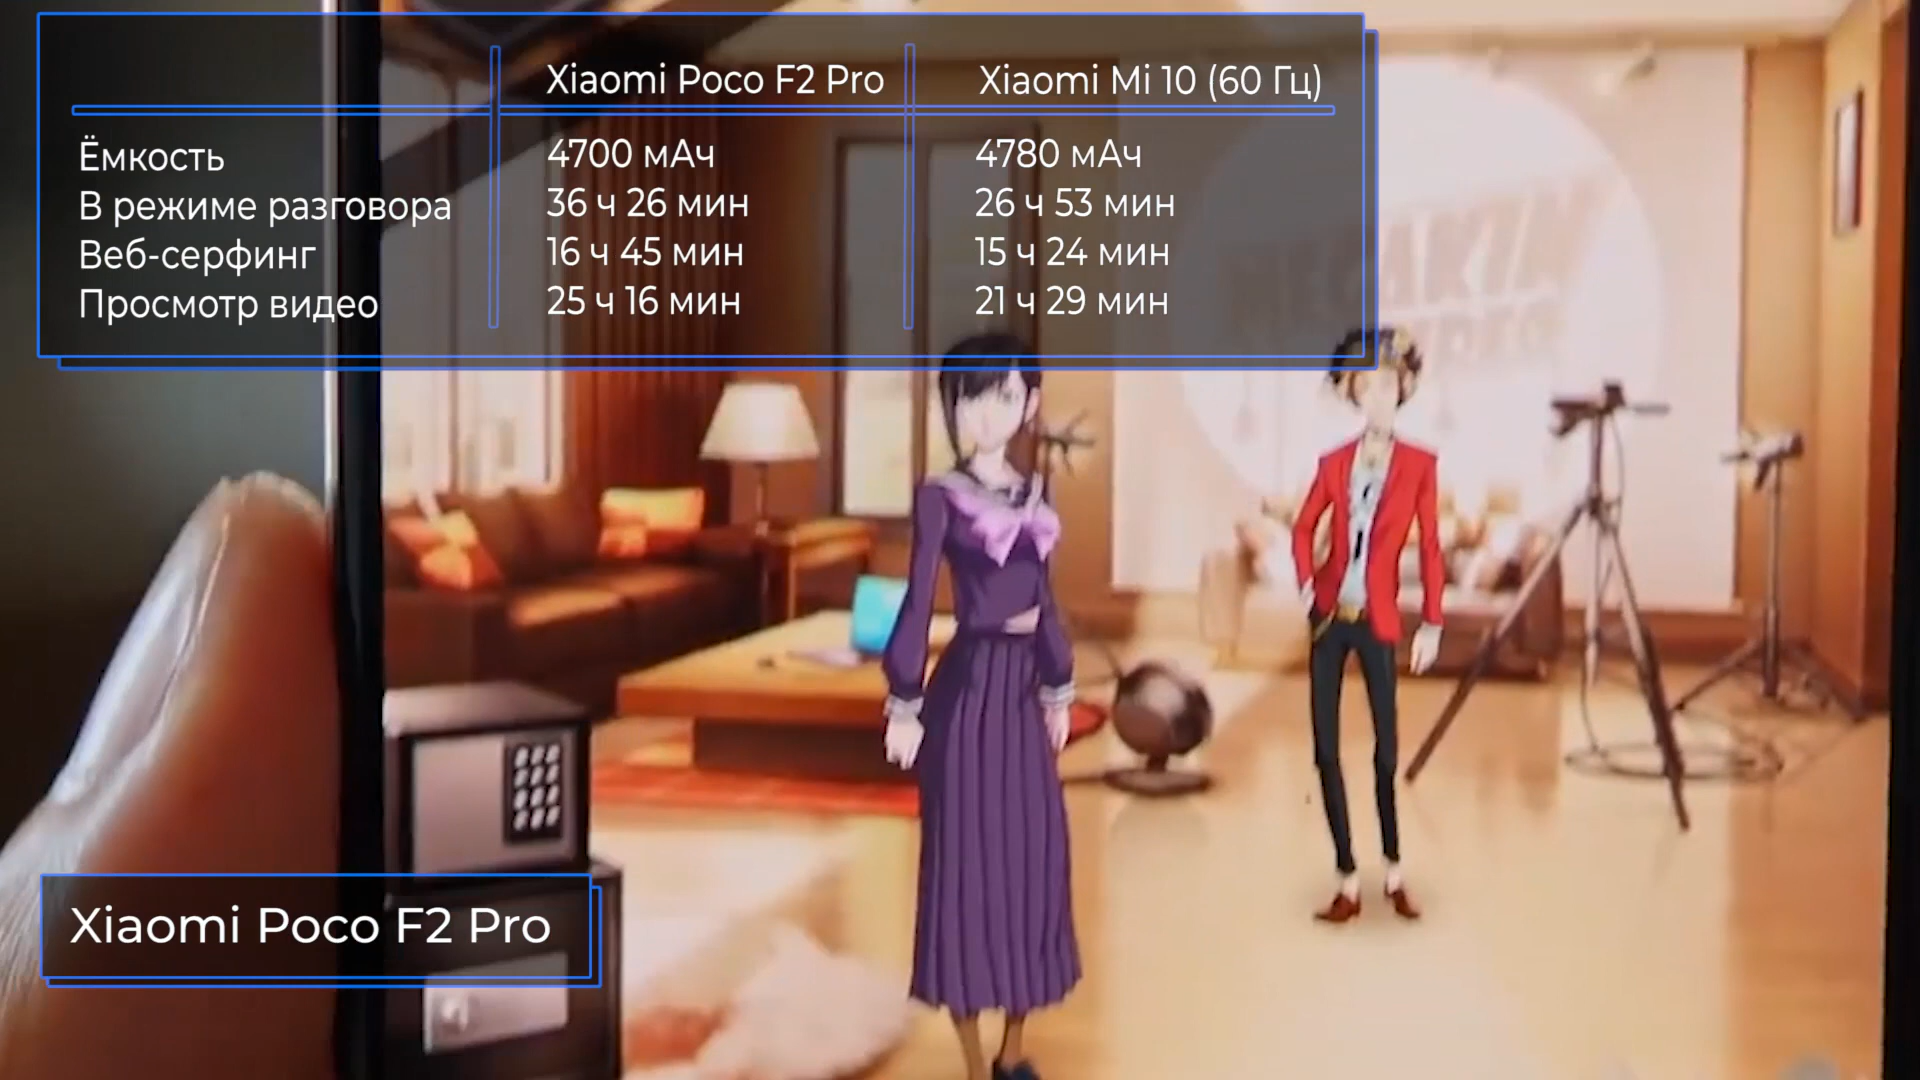 Xiaomi Poco F2 Pro Xiaomi Mi 10 (60 Гц)
Ёмкость 4700 мАч 4780 мАч
В режиме разговора 36 ч 26 мин 26 ч 53 мин
Веб-серфинг 16 ч 45 мин 15 ч 24 мин
Просмотр видео 25 ч 16 мин 21 ч 29 мин
Xiaomi Poco F2 Pro